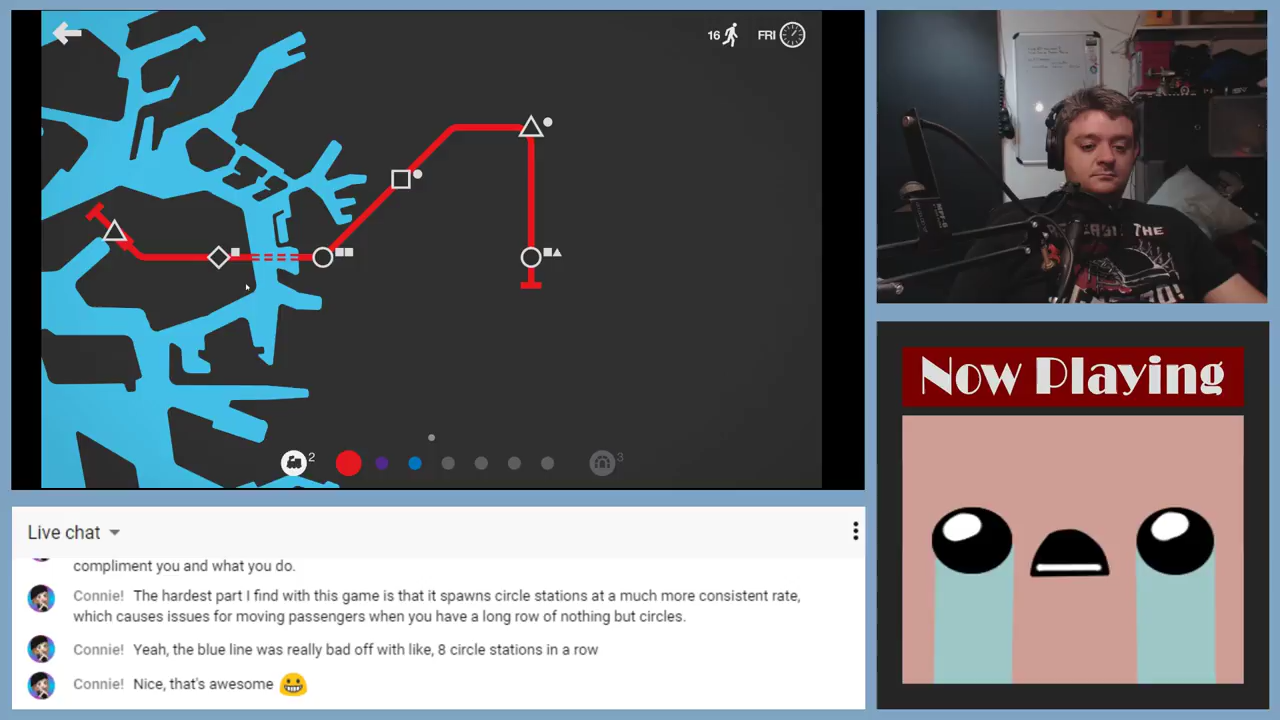 16
FRI
2
3
Live chat
compliment you and what you do.
Connie! The hardest part I find with this game is that it spawns circle stations at a much more consistent rate,
which causes issues for moving passengers when you have a long row of nothing but circles.
Connie! Yeah, the blue line was really bad off with like, 8 circle stations in a row
Connie! Nice, that's awesome 😀
Now Playing